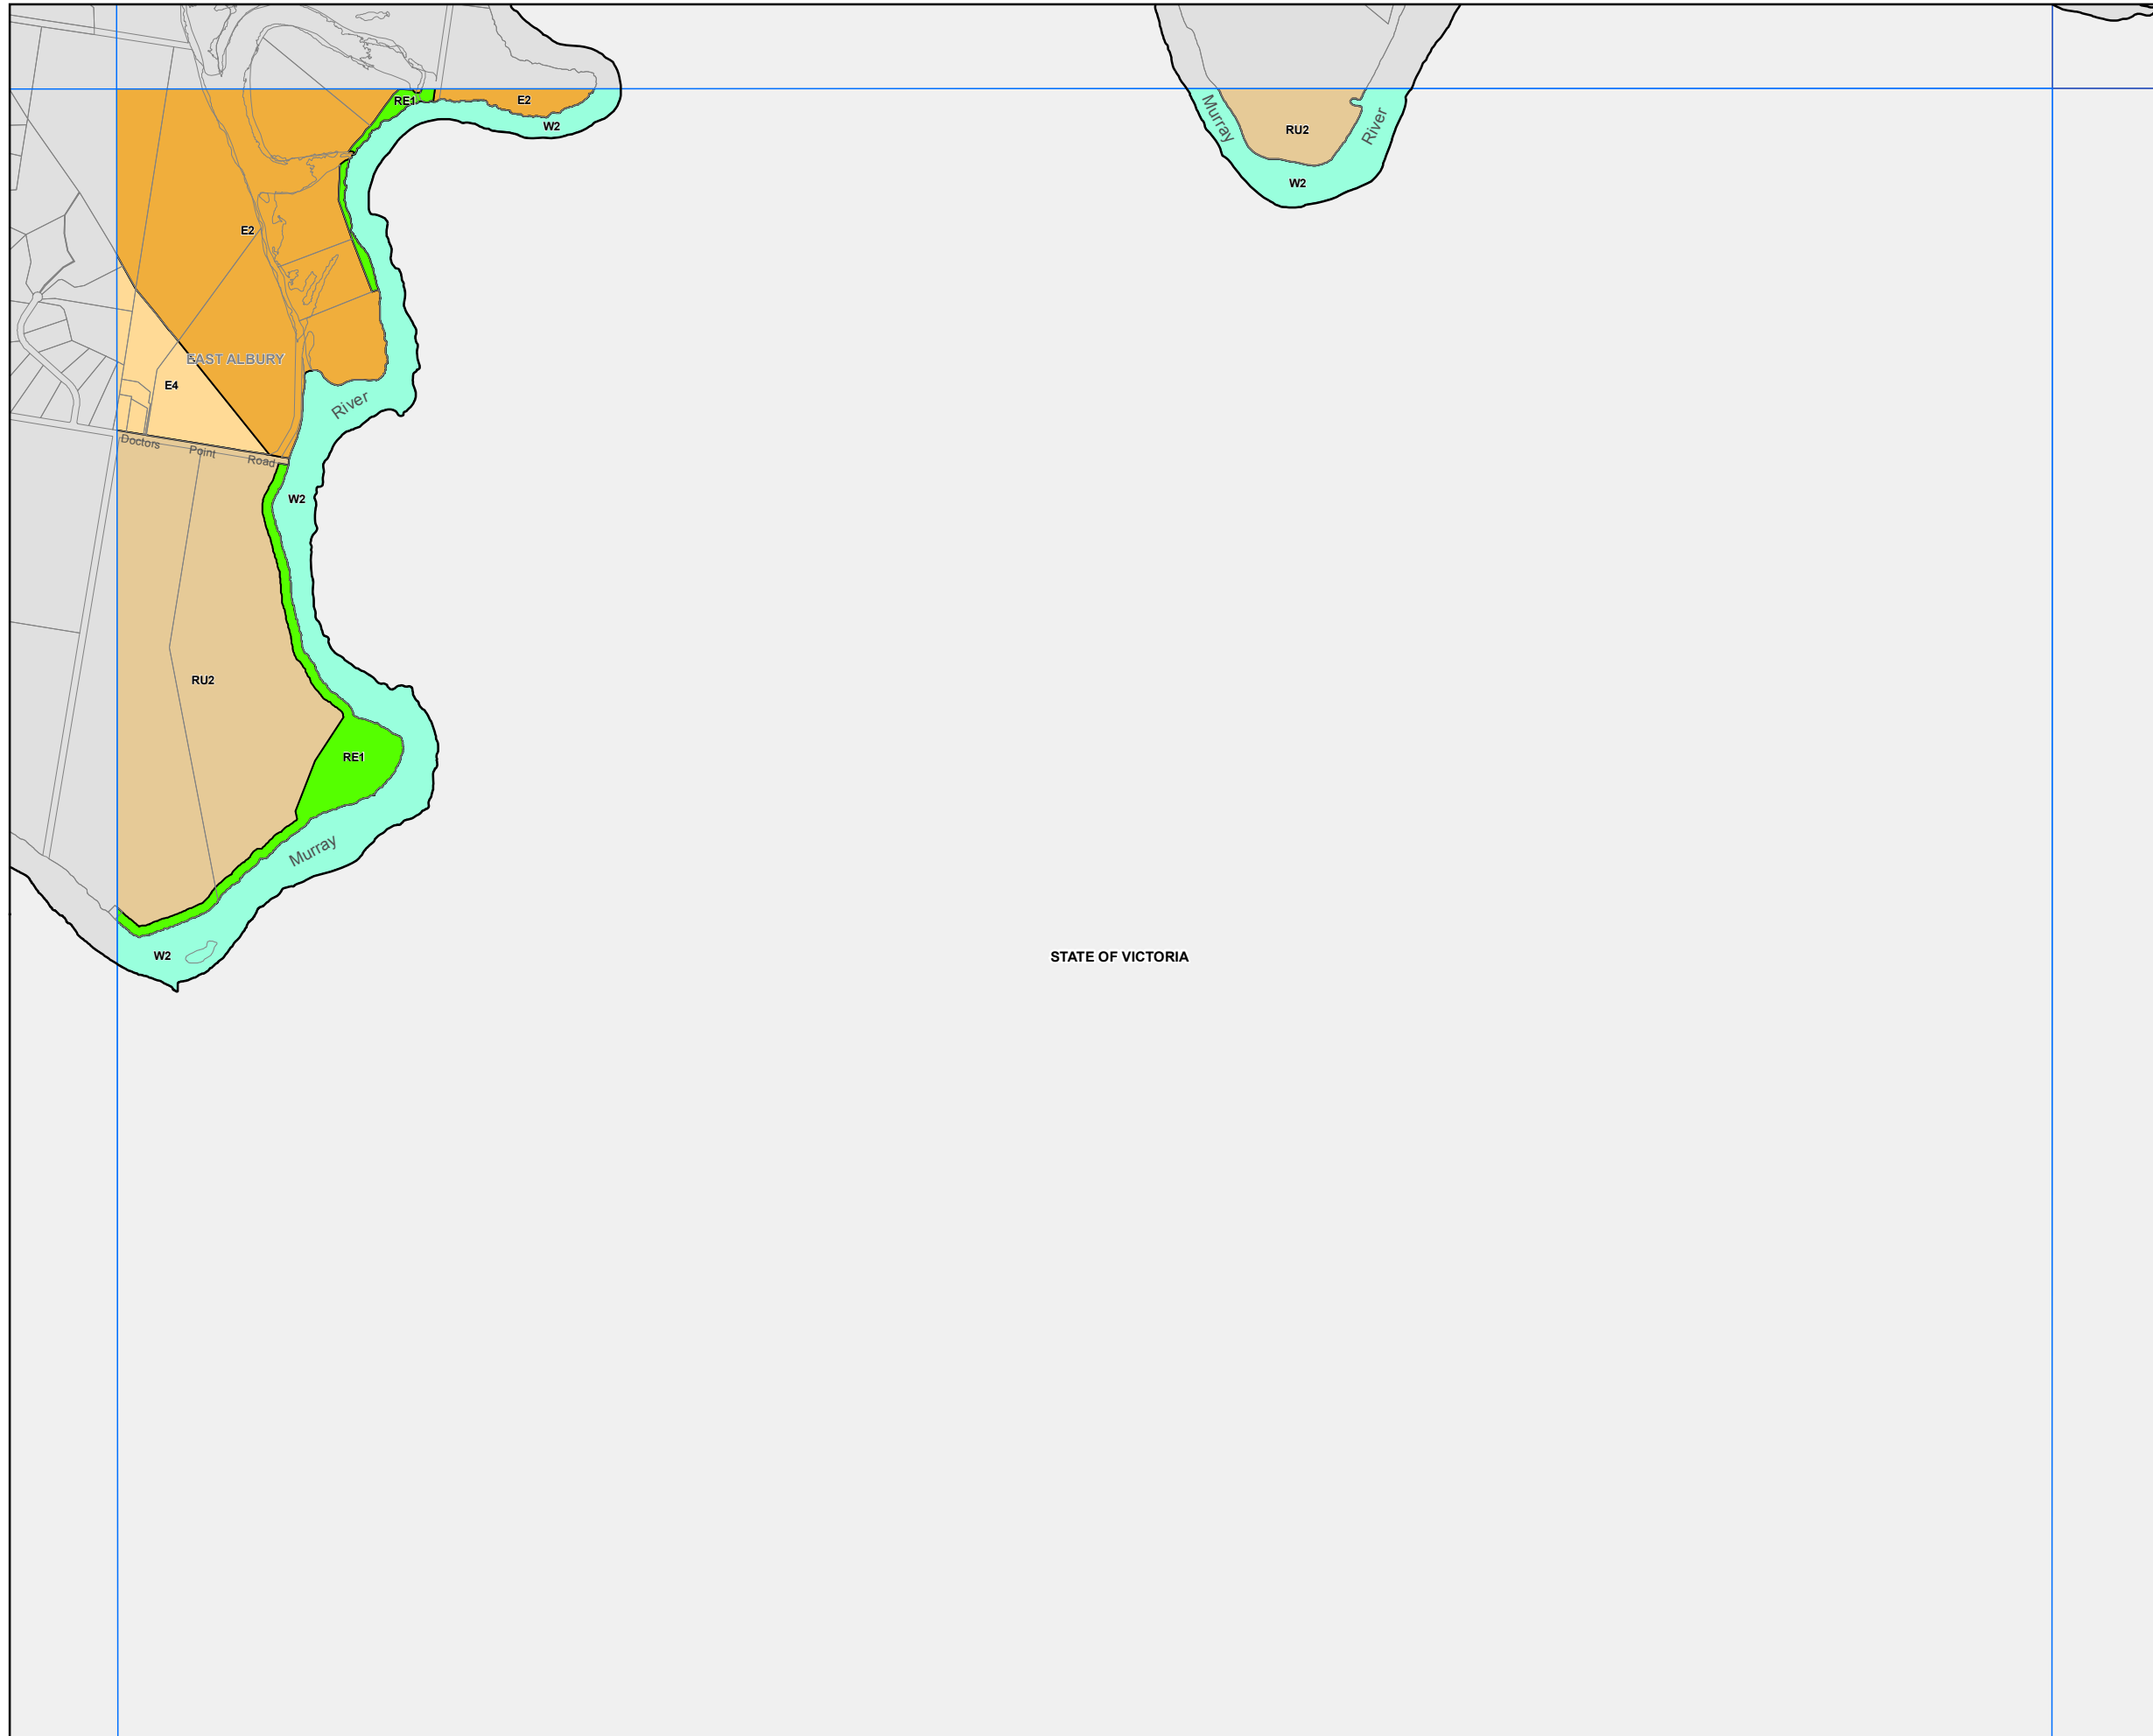 RE1
E2
W2
Murray
River
RU2
W2
E2
EAST ALBURY
E4
River
Doctors Point Road
W2
RU2
RE1
Murray
W2
STATE OF VICTORIA